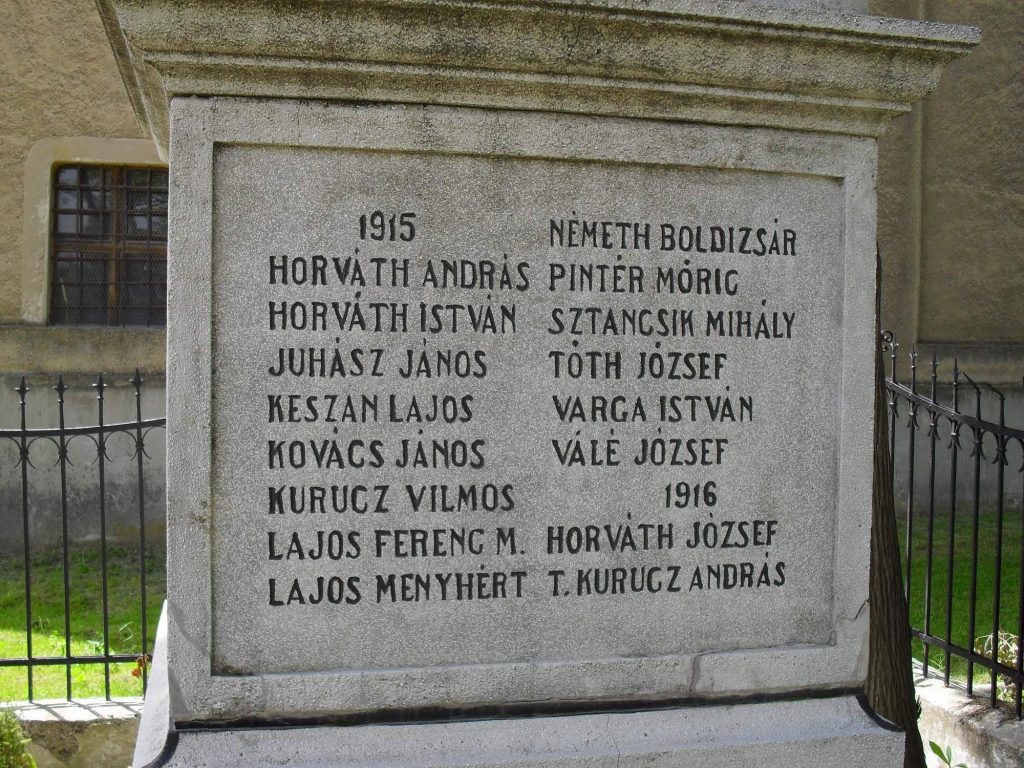 1915
HORVÁTH ANDRÁS
HORVÁTH ISTVÁN
JUHÁSZ JÁNOS
KESZAN LAJOS
KOVÁCS JÁNOS
KURUCZ VILMOS
LAJOS FERENC M.
LAJOS MENYHÉRT
NÈMETH BOLDIZSÁR
PINTÉR MÓRIC
SZTANCSIK MIHÁLY
TÓTH JÓZSEF
VARGA ISTVÁN
VÁLÉ JÓZSEF
1916
HORVÁTH JÓZSEF
T. KURUCZ ANDRÁS